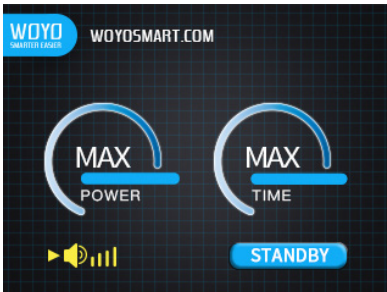 WOYO
SMARTER EASIER
WOYOSMART.COM
MAX
POWER
MAX
TIME
STANDBY